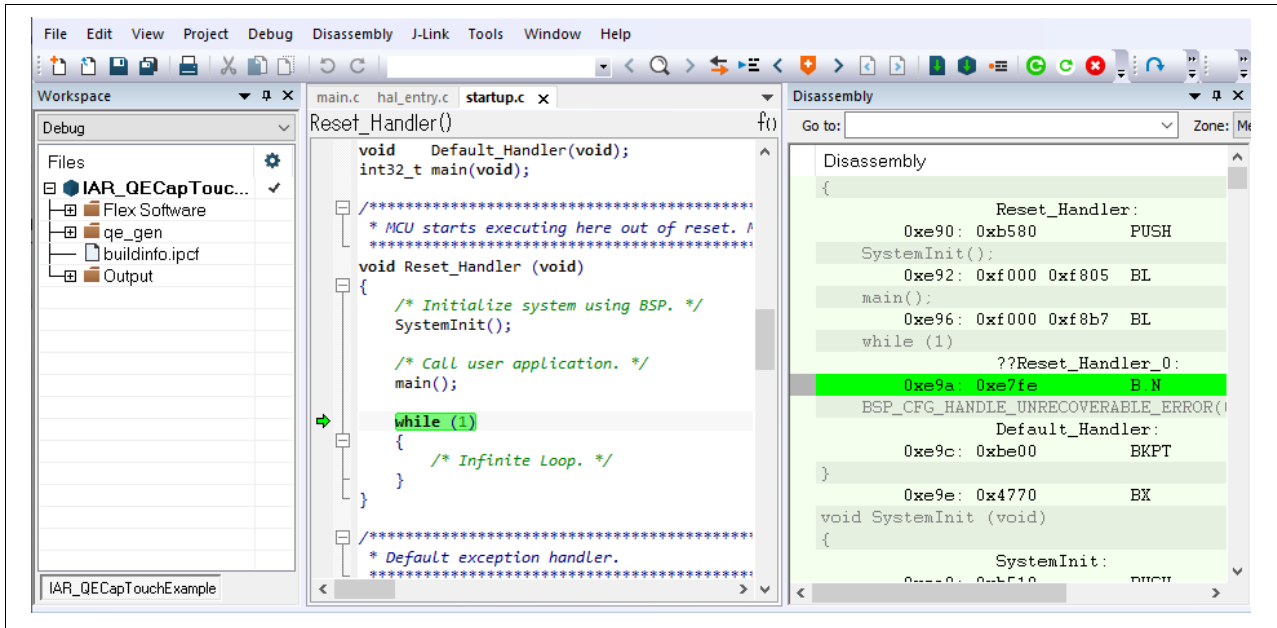 File Edit View Project Debug Disassembly J-Link Tools Window Help
Workspace
Debug
Files
IAR_QECapTouc...
Flex Software
qe_gen
buildinfo.ipcf
Output
IAR_QECapTouchExample
main.c hal_entry.c startup.c
Reset_Handler() f()
void Default_Handler(void);
int32_t main(void);
/*******************************************
* MCU starts executing here out of reset.
*******************************************
void Reset_Handler (void)
{
/* Initialize system using BSP. */
SystemInit();
/* Call user application. */
main();
while (1)
{
/* Infinite Loop. */
}
}
/*******************************************
* Default exception handler.
*******************************************
Disassembly
Go to: Zone:
Disassembly
{
Reset_Handler:
0xe90: 0xb580 PUSH
SystemInit();
0xe92: 0xf000 0xf805 BL
main();
0xe96: 0xf000 0xf8b7 BL
while (1)
??Reset_Handler_0:
0xe9a: 0xe7fe B.N
BSP_CFG_HANDLE_UNRECOVERABLE_ERROR(
Default_Handler:
0xe9c: 0xbe00 BKPT
}
0xe9e: 0x4770 BX
void SystemInit (void)
{
SystemInit: